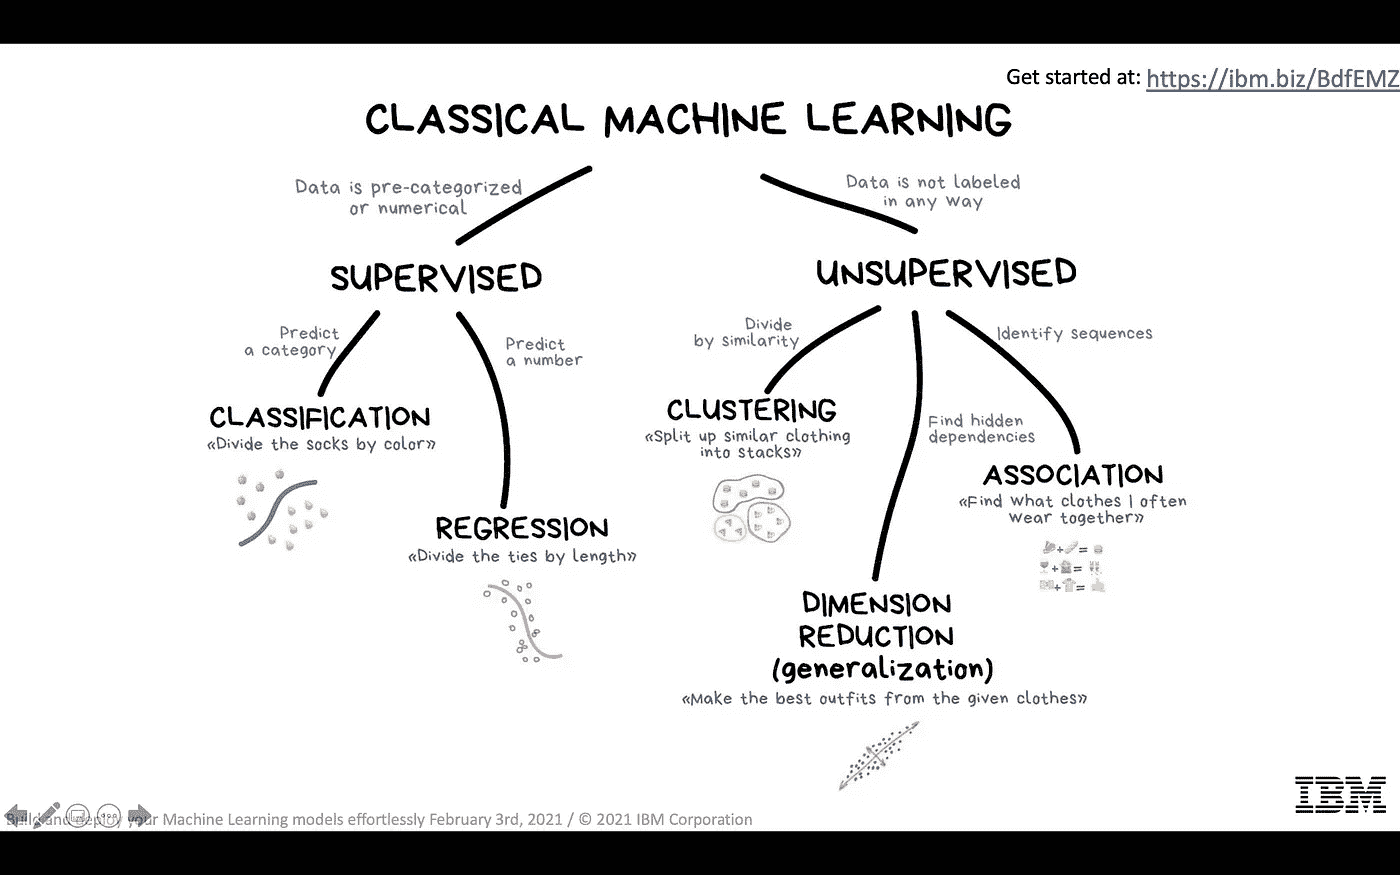 Get started at: https://ibm.biz/BdfEMZ
CLASSICAL MACHINE LEARNING
Data is pre-categorized
or numerical
Data is not labeled
in any way
SUPERVISED
UNSUPERVISED
Predict
a category
Predict
a number
Divide
by similarity
Identify sequences
CLASSIFICATION
«Divide the socks by color»
CLUSTERING
«Split up similar clothing
into stacks»
Find hidden
dependencies
ASSOCIATION
«Find what clothes I often
wear together»
REGRESSION
«Divide the ties by length»
DIMENSION
REDUCTION
(generalization)
«Make the best outfits from the given clothes»
IBM
Build and deploy your Machine Learning models effortlessly February 3rd, 2021 / © 2021 IBM Corporation